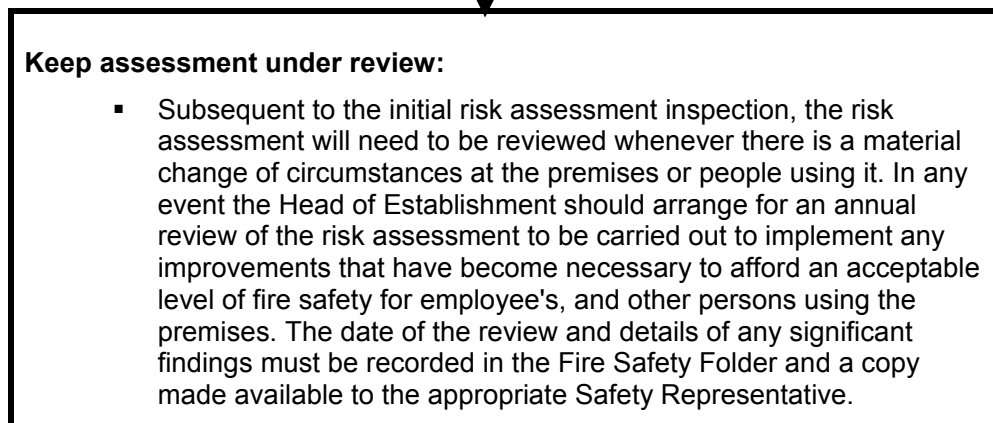 Keep assessment under review:
▪ Subsequent to the initial risk assessment inspection, the risk
assessment will need to be reviewed whenever there is a material
change of circumstances at the premises or people using it. In any
event the Head of Establishment should arrange for an annual
review of the risk assessment to be carried out to implement any
improvements that have become necessary to afford an acceptable
level of fire safety for employee's, and other persons using the
premises. The date of the review and details of any significant
findings must be recorded in the Fire Safety Folder and a copy
made available to the appropriate Safety Representative.